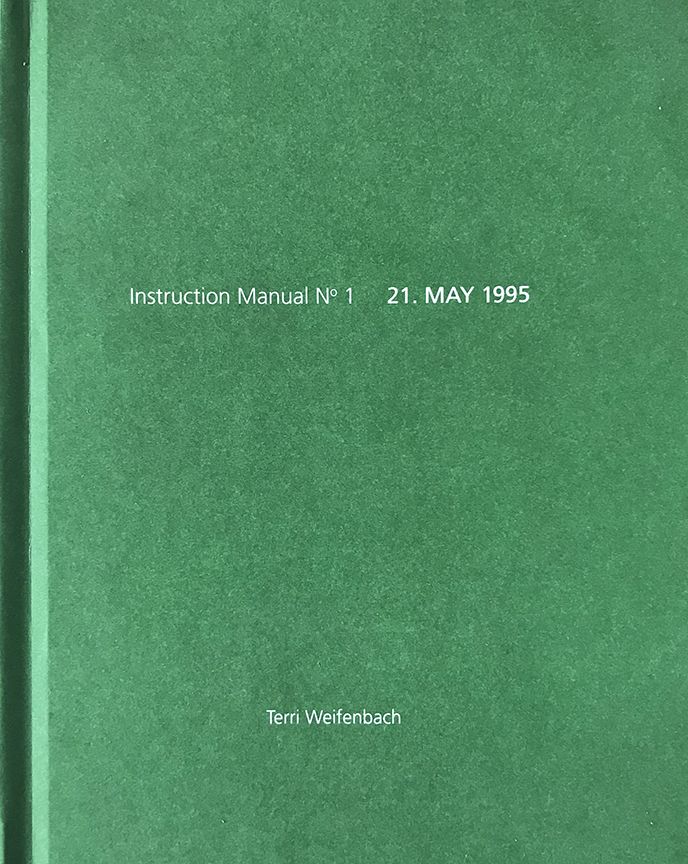 Instruction Manual Nº 1 21. MAY 1995
Terri Weifenbach